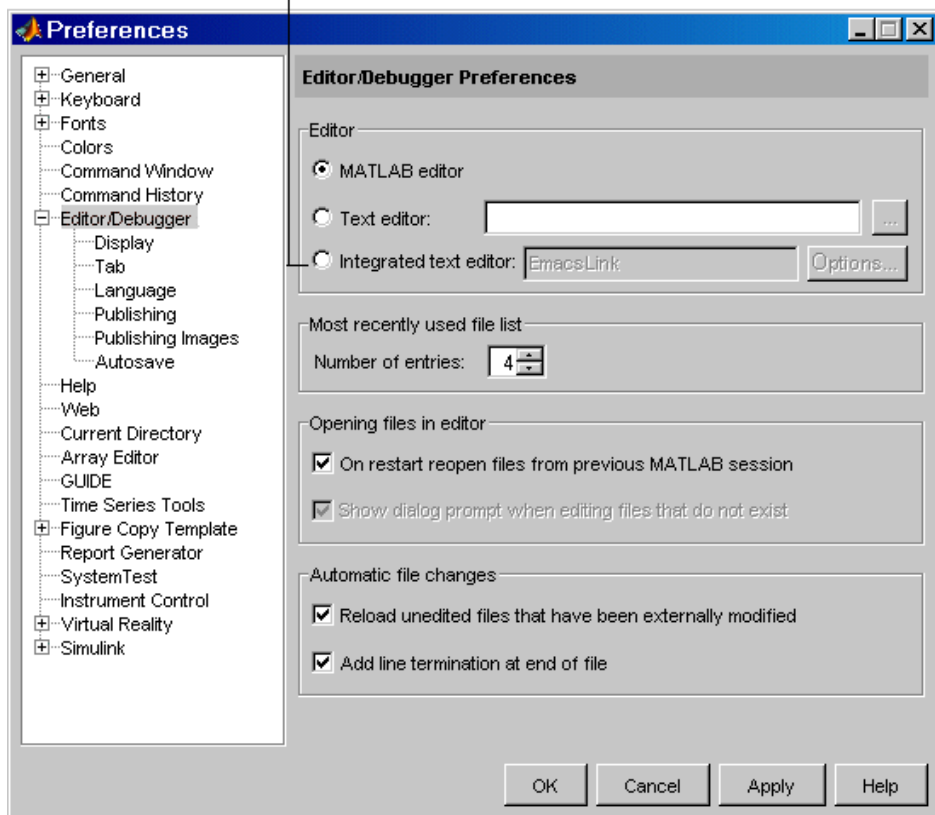 Preferences
General
Keyboard
Fonts
Colors
Command Window
Command History
Editor/Debugger
Display
Tab
Language
Publishing
Publishing Images
Autosave
Help
Web
Current Directory
Array Editor
GUIDE
Time Series Tools
Figure Copy Template
Report Generator
SystemTest
Instrument Control
Virtual Reality
Simulink
Editor/Debugger Preferences
Editor
MATLAB editor
Text editor:
...
Integrated text editor: EmacsLink Options...
Most recently used file list
Number of entries: 4
Opening files in editor
On restart reopen files from previous MATLAB session
Show dialog prompt when editing files that do not exist
Automatic file changes
Reload unedited files that have been externally modified
Add line termination at end of file
OK Cancel Apply Help